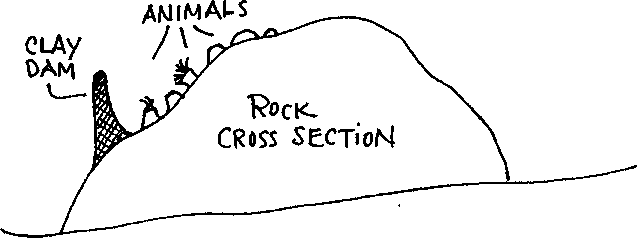 ANIMALS
CLAY
DAM
ROCK
CROSS SECTION